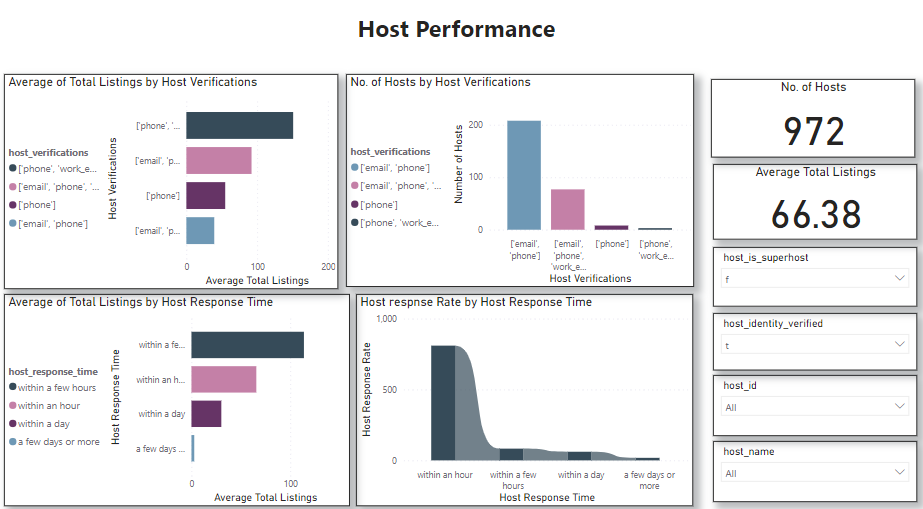 Host Performance
Average of Total Listings by Host Verifications
host_verifications
['phone', 'work_e...
['email', 'phone', '...
['phone']
['email', 'phone']
Host Verifications
['phone', '...
['email', 'p...
['phone']
['email', 'p...
0
100
200
Average Total Listings
No. of Hosts by Host Verifications
host_verifications
['email', 'phone']
['email', 'phone', '...
['phone']
['phone', 'work_e...
Number of Hosts
200
100
0
['email',
'phone']
['email',
'phone',
'work_e...
['phone']
['phone',
'work_e...
Host Verifications
No. of Hosts
972
Average Total Listings
66.38
host_is_superhost
f
host_identity_verified
t
host_id
All
host_name
All
Average of Total Listings by Host Response Time
host_response_time
within a few hours
within an hour
within a day
a few days or more
Host Response Time
within a fe...
within an h...
within a day
a few days ...
0
100
Average Total Listings
Host respnse Rate by Host Response Time
Host Response Rate
1,000
500
0
within an hour
within a few
hours
within a day
a few days or
more
Host Response Time